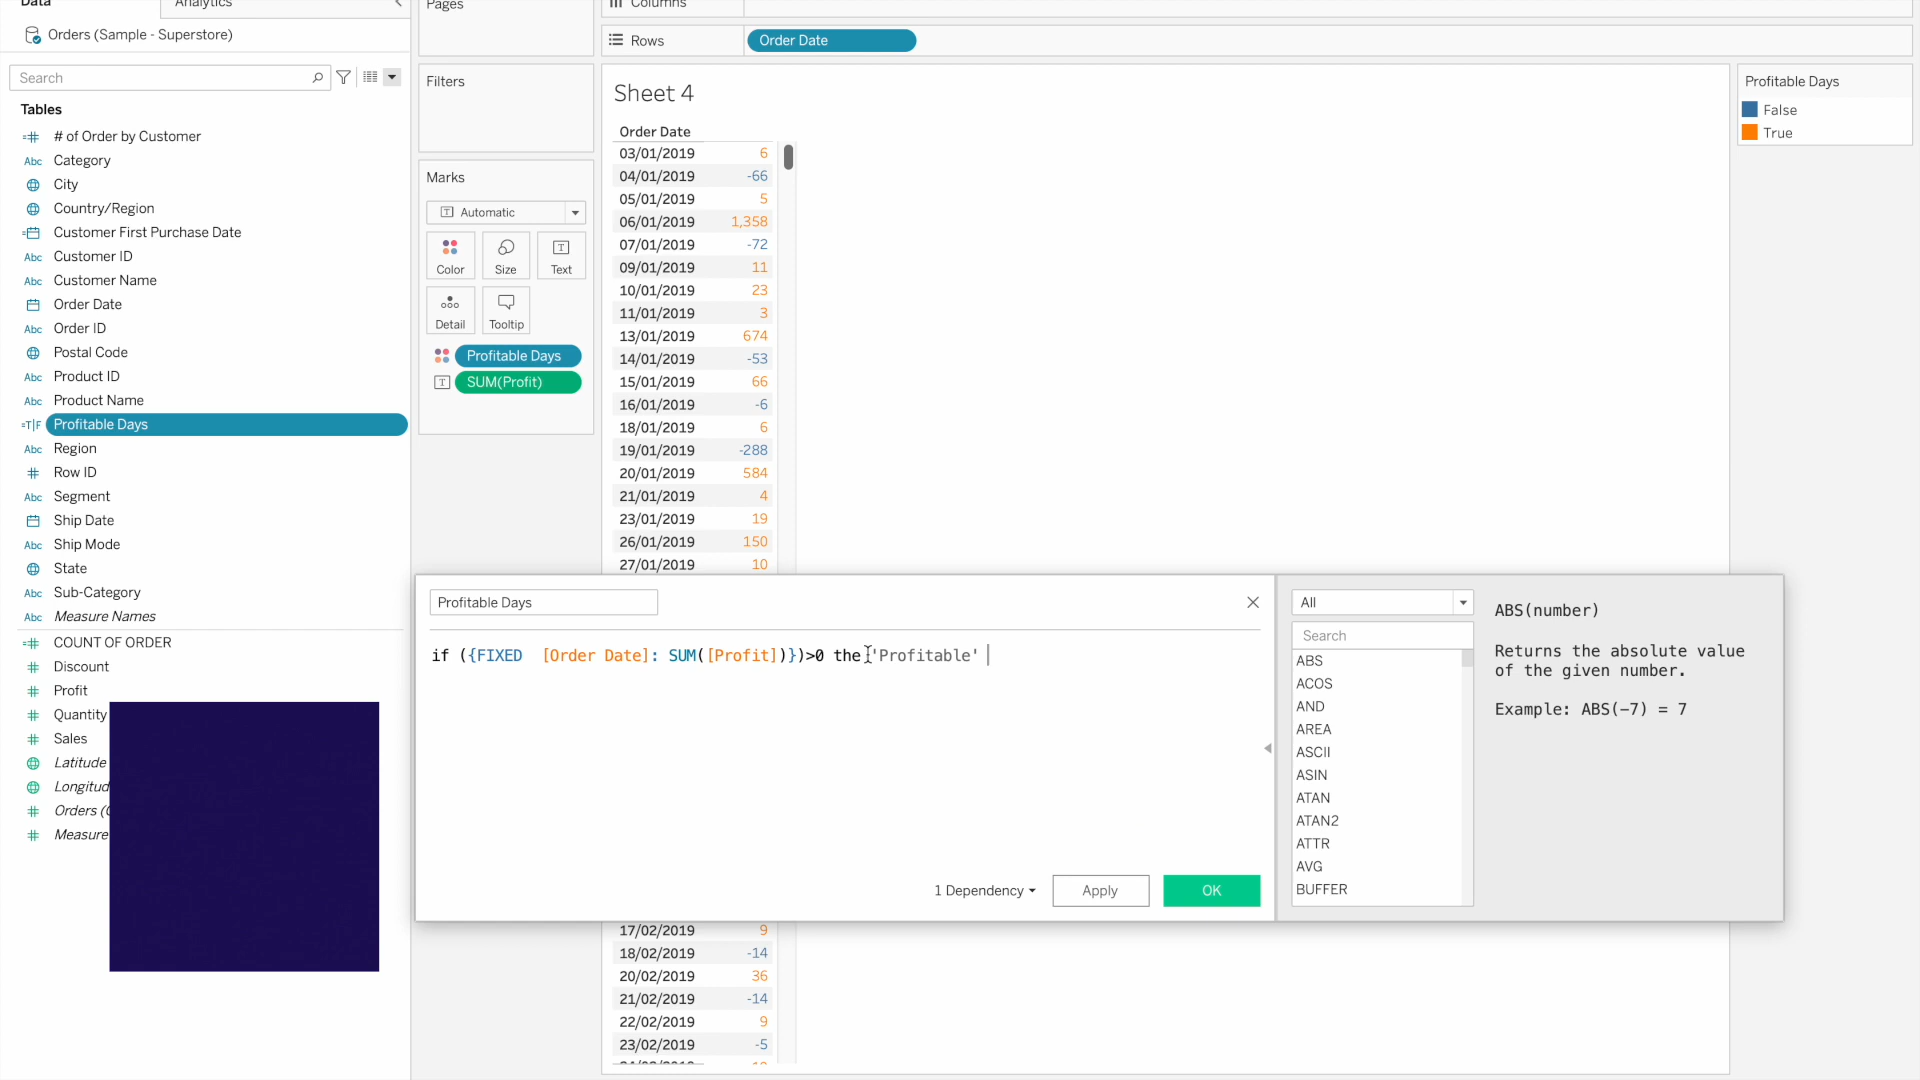 Data
Analytics
Orders (Sample - Superstore)
Search
Tables
# of Order by Customer
Abc Category
City
Country/Region
Customer First Purchase Date
Abc Customer ID
Abc Customer Name
Order Date
Abc Order ID
Postal Code
Abc Product ID
Abc Product Name
=T|F Profitable Days
Abc Region
Row ID
Abc Segment
Ship Date
Abc Ship Mode
State
Abc Sub-Category
Abc Measure Names
COUNT OF ORDER
Discount
Profit
Quantity
Sales
Latitude
Longitud
Orders (
Measure
Pages
Filters
Marks
Automatic
Color
Size
Text
Detail
Tooltip
Profitable Days
SUM(Profit)
Columns
Rows
Order Date
Sheet 4
Order Date
03/01/2019 6
04/01/2019 -66
05/01/2019 5
06/01/2019 1,358
07/01/2019 -72
09/01/2019 11
10/01/2019 23
11/01/2019 3
13/01/2019 674
14/01/2019 -53
15/01/2019 66
16/01/2019 -6
18/01/2019 6
19/01/2019 -288
20/01/2019 584
21/01/2019 4
23/01/2019 19
26/01/2019 150
27/01/2019 10
Profitable Days
if ({FIXED  [Order Date]: SUM([Profit])})>0 the 'Profitable'
1 Dependency
Apply
OK
All
Search
ABS
ACOS
AND
AREA
ASCII
ASIN
ATAN
ATAN2
ATTR
AVG
BUFFER
ABS(number)
Returns the absolute value
of the given number.
Example: ABS(-7) = 7
17/02/2019 9
18/02/2019 -14
20/02/2019 36
21/02/2019 -14
22/02/2019 9
23/02/2019 -5
Profitable Days
False
True